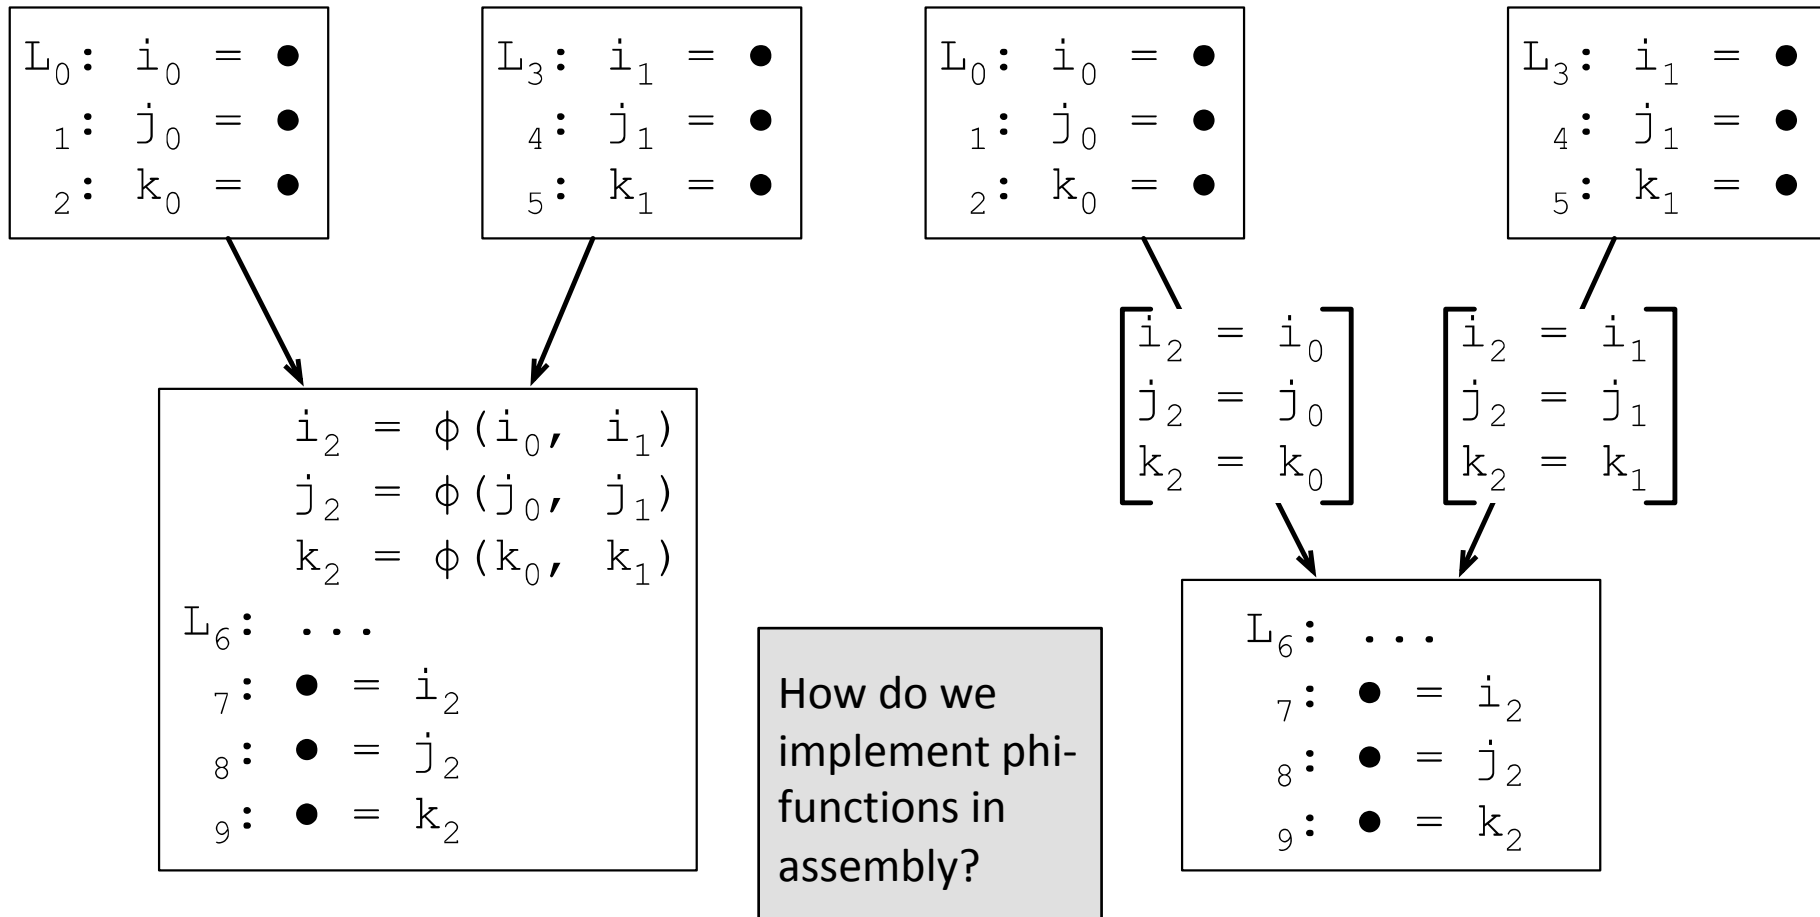 L₀: i₀ = ●
₁: j₀ = ●
₂: k₀ = ●
L₃: i₁ = ●
₄: j₁ = ●
₅: k₁ = ●
i₂ = ϕ(i₀, i₁)
j₂ = ϕ(j₀, j₁)
k₂ = ϕ(k₀, k₁)
L₆: ...
₇: ● = i₂
₈: ● = j₂
₉: ● = k₂
How do we
implement phi-
functions in
assembly?
L₀: i₀ = ●
₁: j₀ = ●
₂: k₀ = ●
L₃: i₁ = ●
₄: j₁ = ●
₅: k₁ = ●
i₂ = i₀
j₂ = j₀
k₂ = k₀
i₂ = i₁
j₂ = j₁
k₂ = k₁
L₆: ...
₇: ● = i₂
₈: ● = j₂
₉: ● = k₂